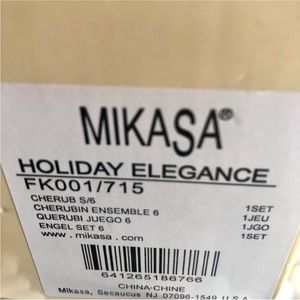 MIKASA®
HOLIDAY ELEGANCE
FK001/715
CHERUB S/6 1SET
CHERUBIN ENSEMBLE 6 1JEU
QUERUBI JUEGO 6 1JGO
ENGEL SET 6 1SET
www . mikasa . com
641265186766
CHINA-CHINE
Mikasa, Secaucus NJ 07096-1549 U.S.A.